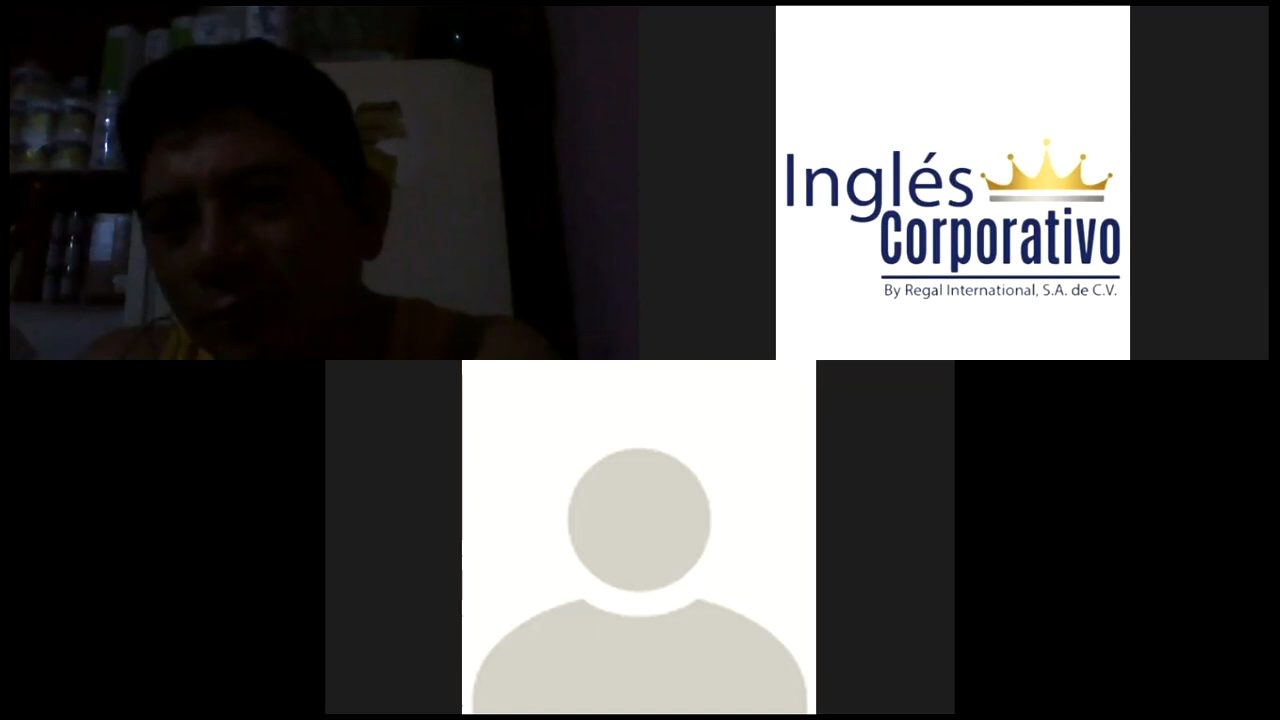 Inglés
Corporativo
By Regal International, S.A. de C.V.